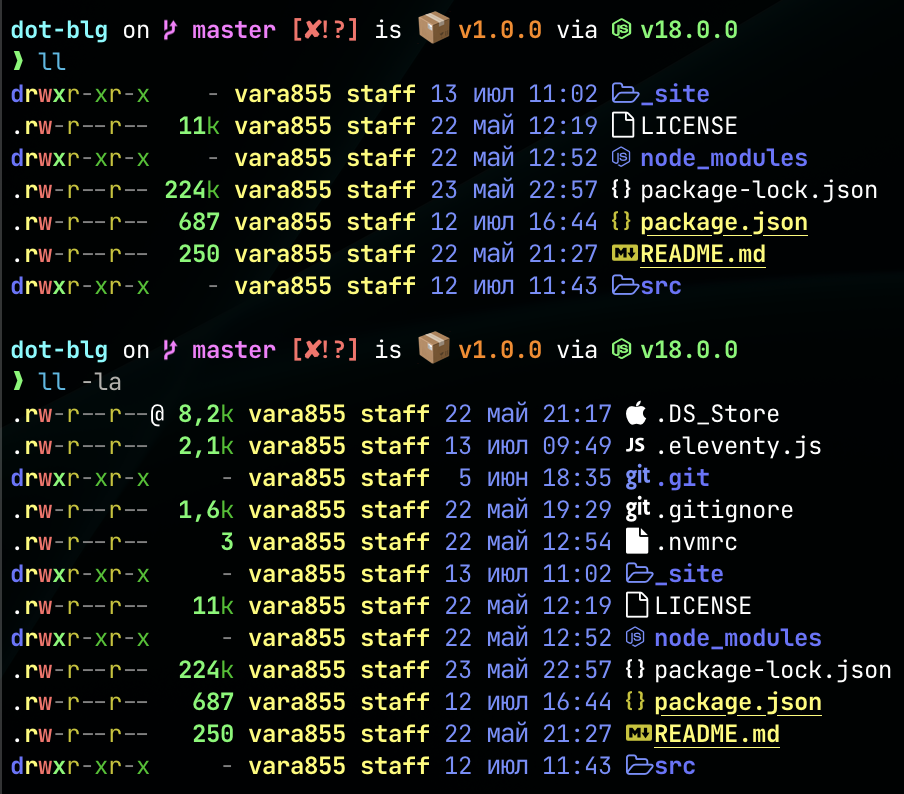 dot-blg on master [✘!?] is 📦 v1.0.0 via v18.0.0
❯ ll
drwxr-xr-x - vara855 staff 13 июл 11:02 _site
.rw-r--r-- 11k vara855 staff 22 май 12:19 LICENSE
drwxr-xr-x - vara855 staff 22 май 12:52 node_modules
.rw-r--r-- 224k vara855 staff 23 май 22:57 {} package-lock.json
.rw-r--r-- 687 vara855 staff 12 июл 16:44 {} package.json
.rw-r--r-- 250 vara855 staff 22 май 21:27 README.md
drwxr-xr-x - vara855 staff 12 июл 11:43 src
dot-blg on master [✘!?] is 📦 v1.0.0 via v18.0.0
❯ ll -la
.rw-r--r--@ 8,2k vara855 staff 22 май 21:17 .DS_Store
.rw-r--r-- 2,1k vara855 staff 13 июл 09:49 JS .eleventy.js
drwxr-xr-x - vara855 staff 5 июн 18:35 git .git
.rw-r--r-- 1,6k vara855 staff 22 май 19:29 git .gitignore
.rw-r--r-- 3 vara855 staff 22 май 12:54 .nvmrc
drwxr-xr-x - vara855 staff 13 июл 11:02 _site
.rw-r--r-- 11k vara855 staff 22 май 12:19 LICENSE
drwxr-xr-x - vara855 staff 22 май 12:52 node_modules
.rw-r--r-- 224k vara855 staff 23 май 22:57 {} package-lock.json
.rw-r--r-- 687 vara855 staff 12 июл 16:44 {} package.json
.rw-r--r-- 250 vara855 staff 22 май 21:27 README.md
drwxr-xr-x - vara855 staff 12 июл 11:43 src